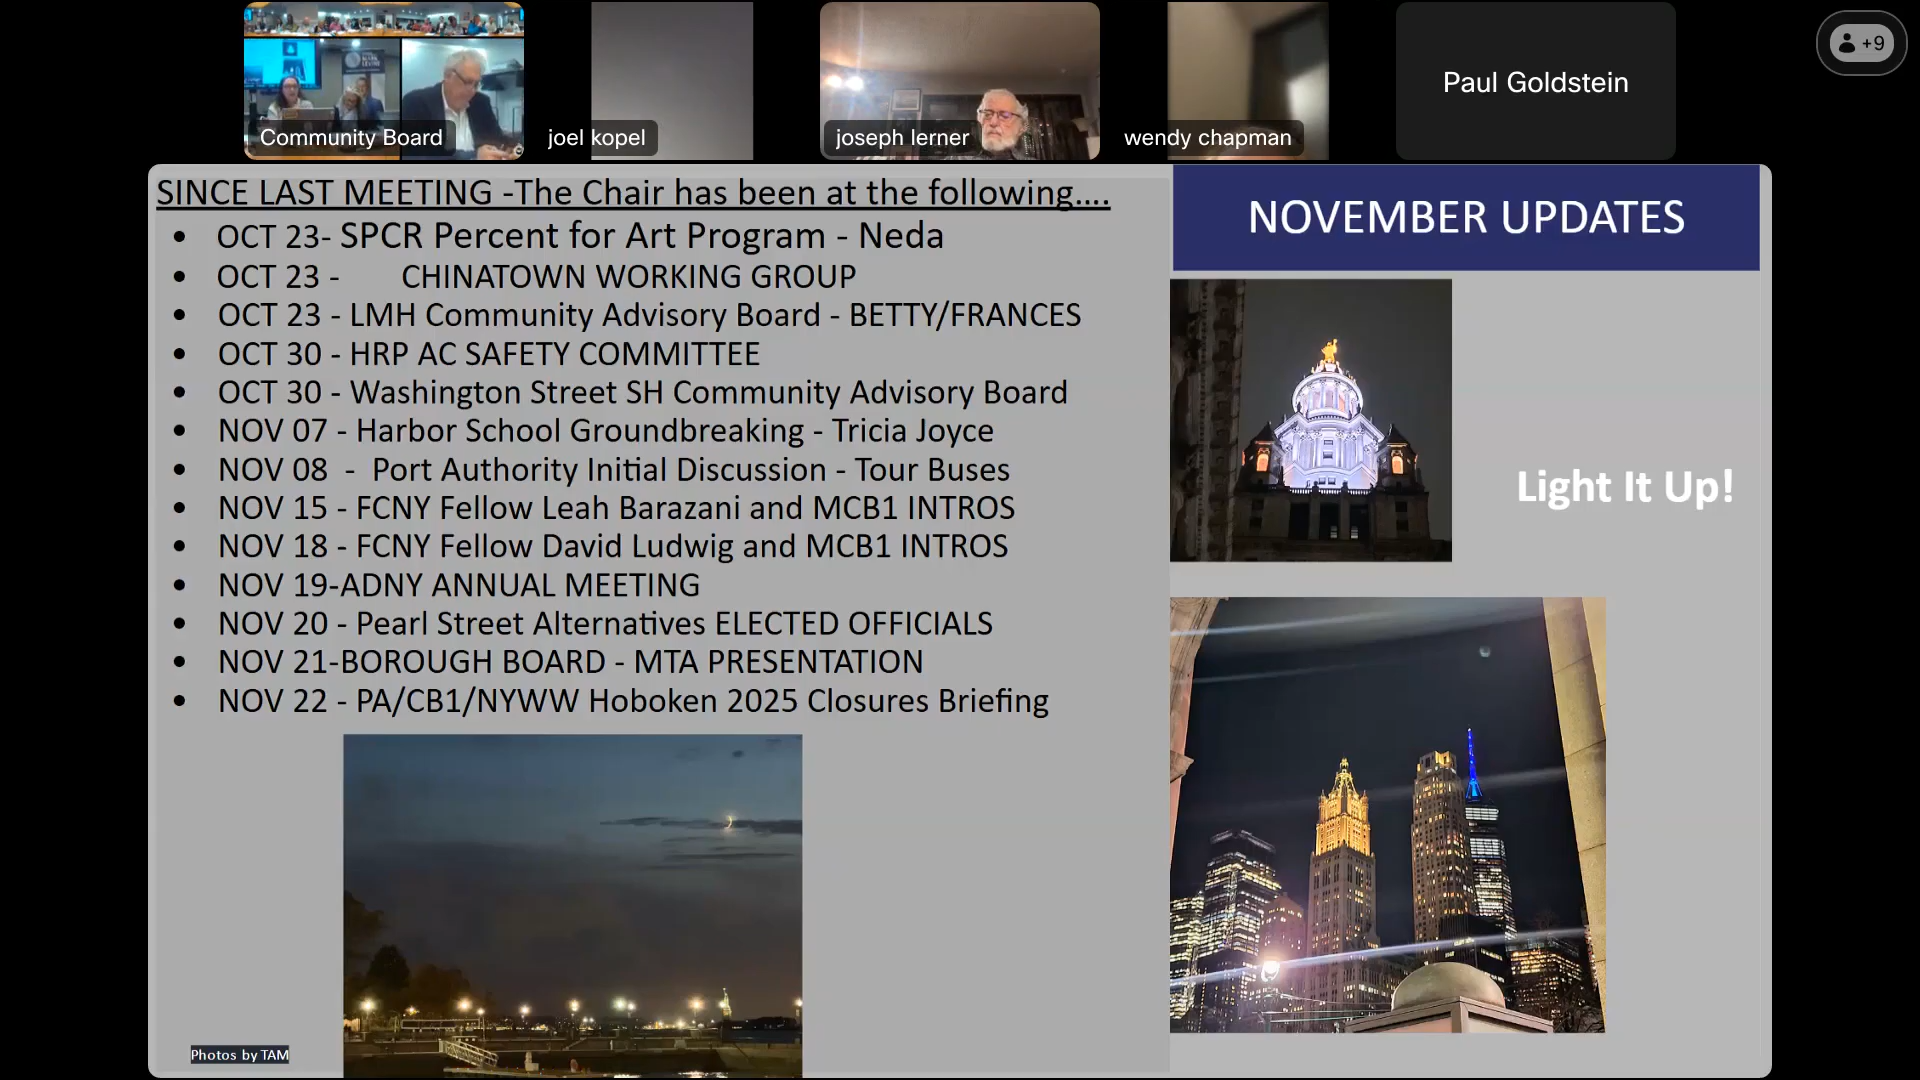 Community Board
joel kopel
joseph lerner
wendy chapman
Paul Goldstein
+9
SINCE LAST MEETING -The Chair has been at the following....
• OCT 23- SPCR Percent for Art Program - Neda
• OCT 23 - CHINATOWN WORKING GROUP
• OCT 23 - LMH Community Advisory Board - BETTY/FRANCES
• OCT 30 - HRP AC SAFETY COMMITTEE
• OCT 30 - Washington Street SH Community Advisory Board
• NOV 07 - Harbor School Groundbreaking - Tricia Joyce
• NOV 08 - Port Authority Initial Discussion - Tour Buses
• NOV 15 - FCNY Fellow Leah Barazani and MCB1 INTROS
• NOV 18 - FCNY Fellow David Ludwig and MCB1 INTROS
• NOV 19-ADNY ANNUAL MEETING
• NOV 20 - Pearl Street Alternatives ELECTED OFFICIALS
• NOV 21-BOROUGH BOARD - MTA PRESENTATION
• NOV 22 - PA/CB1/NYWW Hoboken 2025 Closures Briefing
Photos by TAM
NOVEMBER UPDATES
Light It Up!